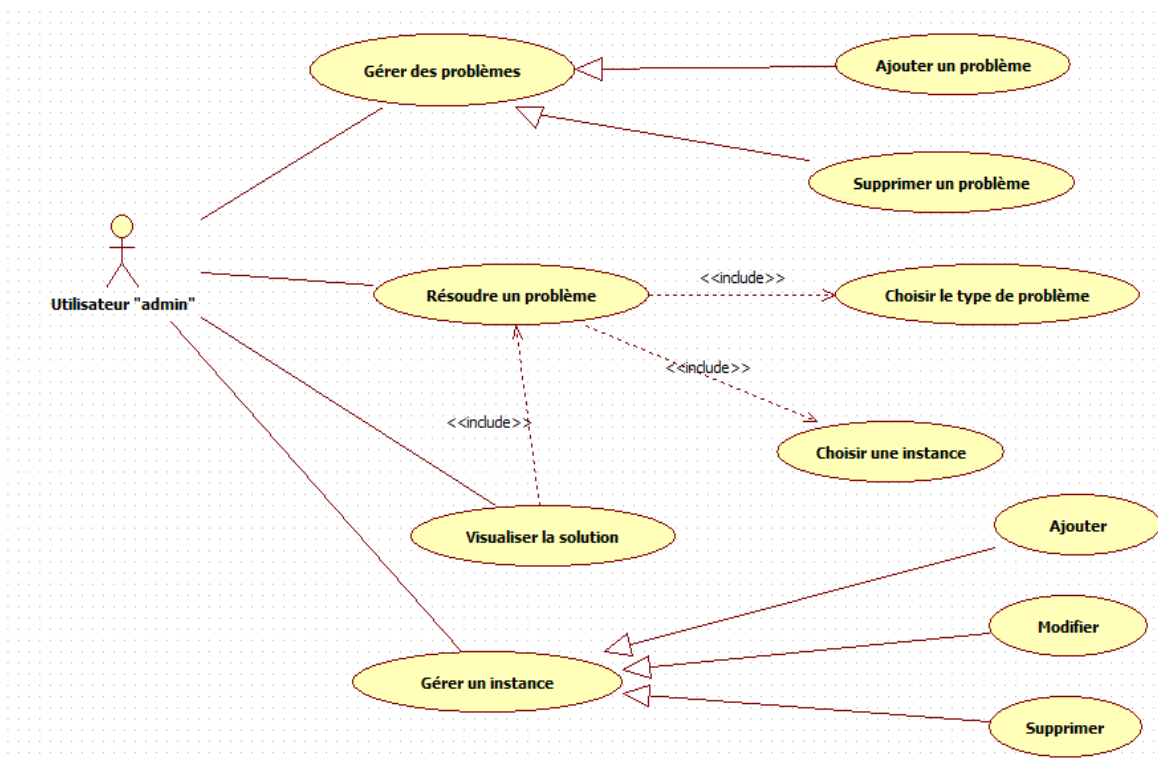 Gérer des problèmes
Ajouter un problème
Supprimer un problème
Utilisateur "admin"
Résoudre un problème
<<include>>
Choisir le type de problème
<<include>>
<<include>>
Choisir une instance
Visualiser la solution
Ajouter
Modifier
Gérer un instance
Supprimer